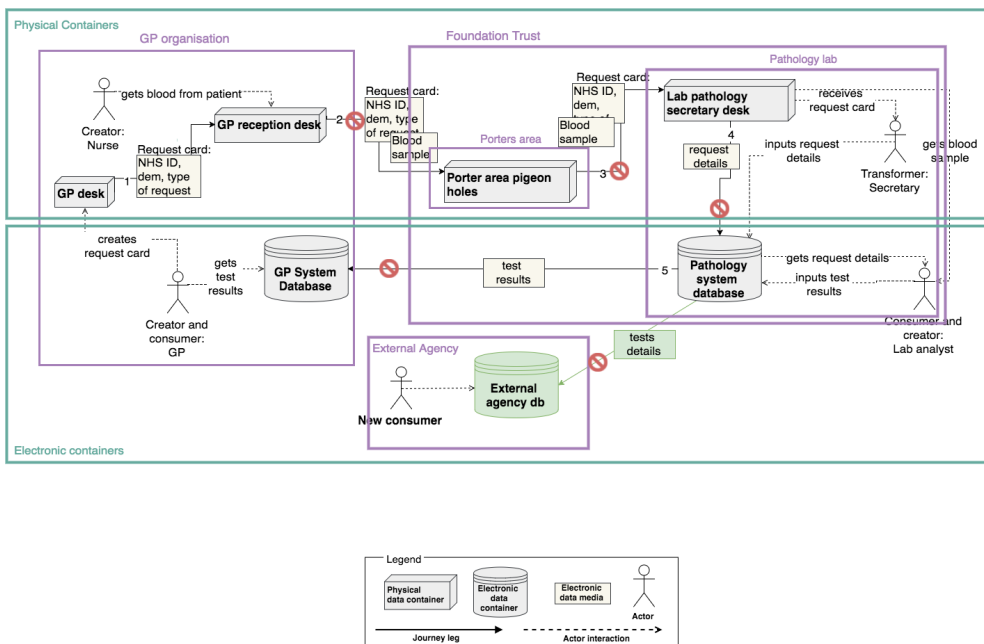 Physical Containers
GP organisation
Foundation Trust
Pathology lab
gets blood from patient
Creator:
Nurse
GP reception desk
2
Request card:
NHS ID,
dem, type
of request
1
GP desk
Request card:
NHS ID,
dem, type
of request
Blood
sample
Porters area
Porter area pigeon
holes
3
Request card:
NHS ID,
dem,
type of
Blood
sample
Lab pathology
secretary desk
4
request
details
receives
request card
inputs request
details
Transformer:
Secretary
gets blood
sample
creates
request card
gets
test
results
Creator and
consumer:
GP
GP System
Database
test
results
5
Pathology
system
database
gets request details
inputs test
results
Consumer and
creator:
Lab analyst
tests
details
External Agency
New consumer
External
agency db
Electronic containers
Legend
Physical
data container
Electronic
data
container
Electronic
data media
Actor
Journey leg
Actor interaction